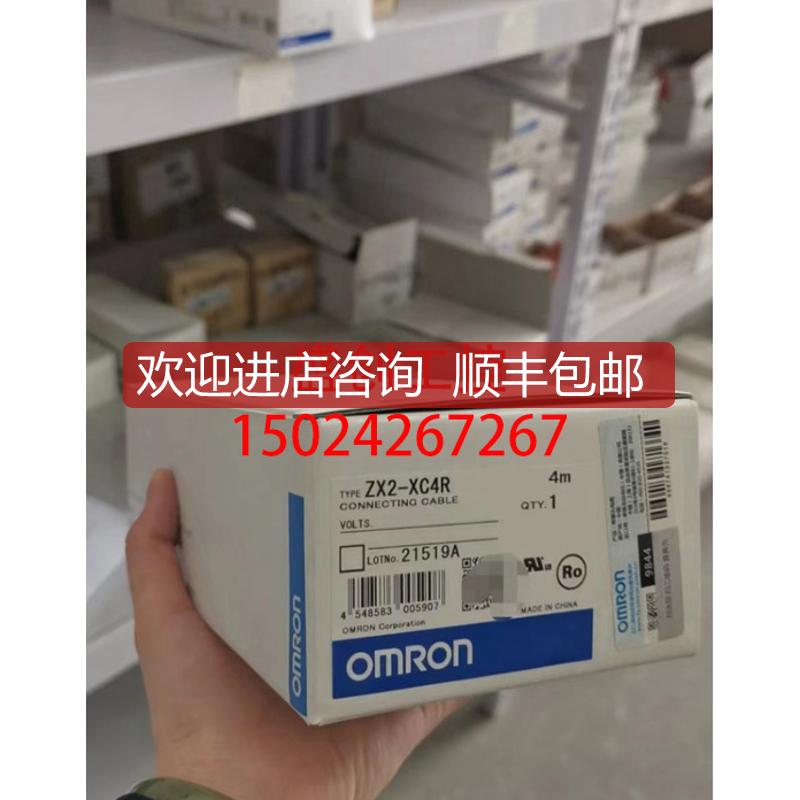 欢迎进店咨询 顺丰包邮
15024267267
TYPE ZX2-XC4R 4m
CONNECTING CABLE
QTY. 1
VOLTS.
LOTNo. 21519A
4 548583 005907
OMRON Corporation
MADE IN CHINA
Ro
OMRON
OMRON
OMRON
9844